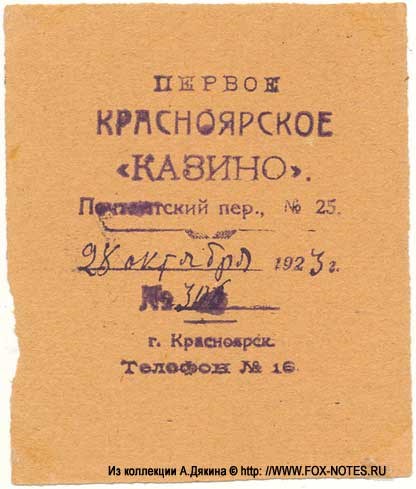 ПЕРВОЕ
КРАСНОЯРСКОЕ
«КАЗИНО».
Почтамтский пер., № 25.
28 октября 1923 г.
№
г. Красноярск.
Телефон № 16
Из коллекции А.Дякина © http: //WWW.FOX-NOTES.RU